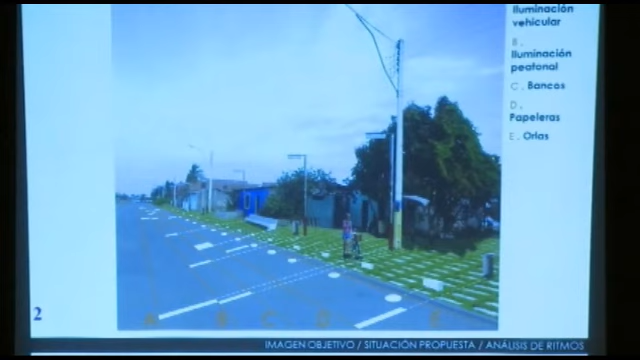 Iluminación
vehicular
B.
Iluminación
peatonal
C. Bancos
D.
Papeleras
E. Orlas
A B C D E
2
IMAGEN OBJETIVO / SITUACIÓN PROPUESTA / ANÁLISIS DE RITMOS